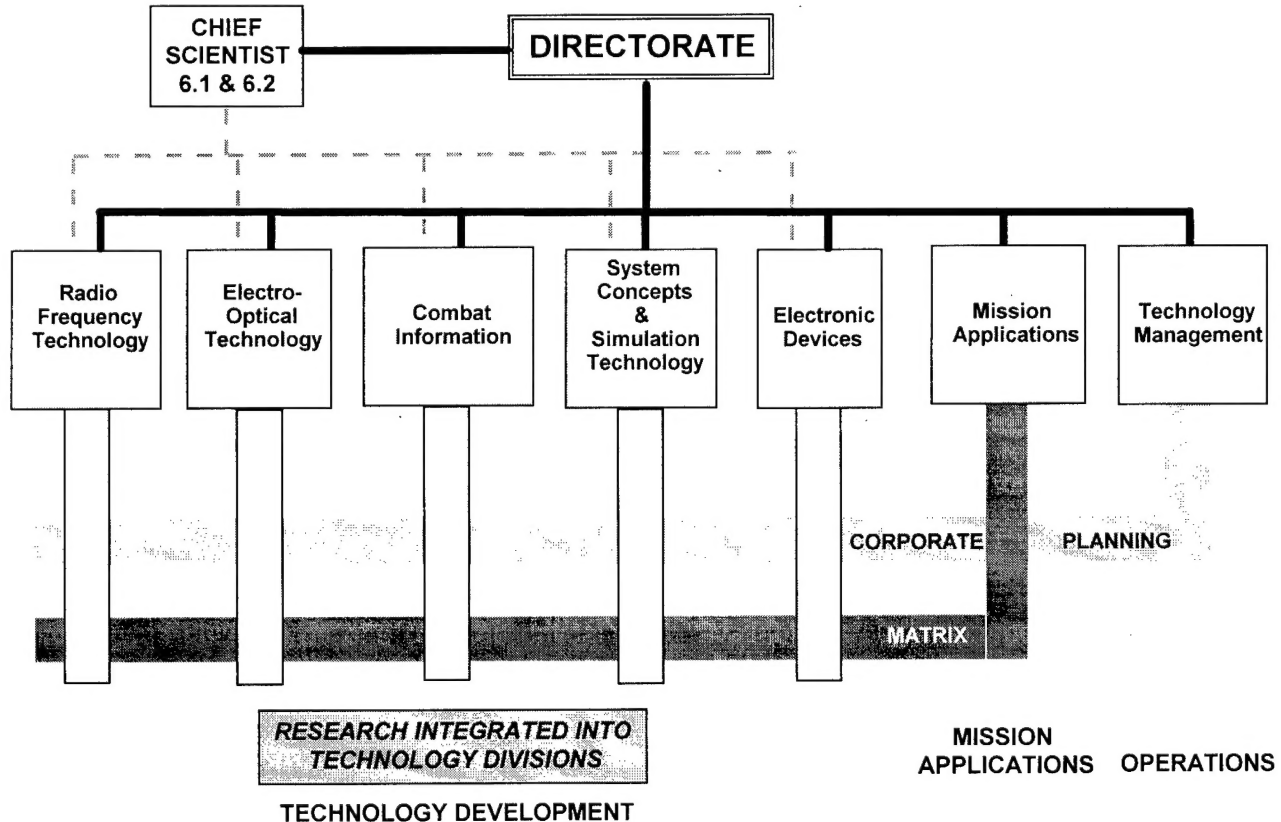 CHIEF
SCIENTIST
6.1 & 6.2
DIRECTORATE
Radio
Frequency
Technology
Electro-
Optical
Technology
Combat
Information
System
Concepts
&
Simulation
Technology
Electronic
Devices
Mission
Applications
Technology
Management
CORPORATE
PLANNING
MATRIX
RESEARCH INTEGRATED INTO
TECHNOLOGY DIVISIONS
TECHNOLOGY DEVELOPMENT
MISSION
APPLICATIONS
OPERATIONS